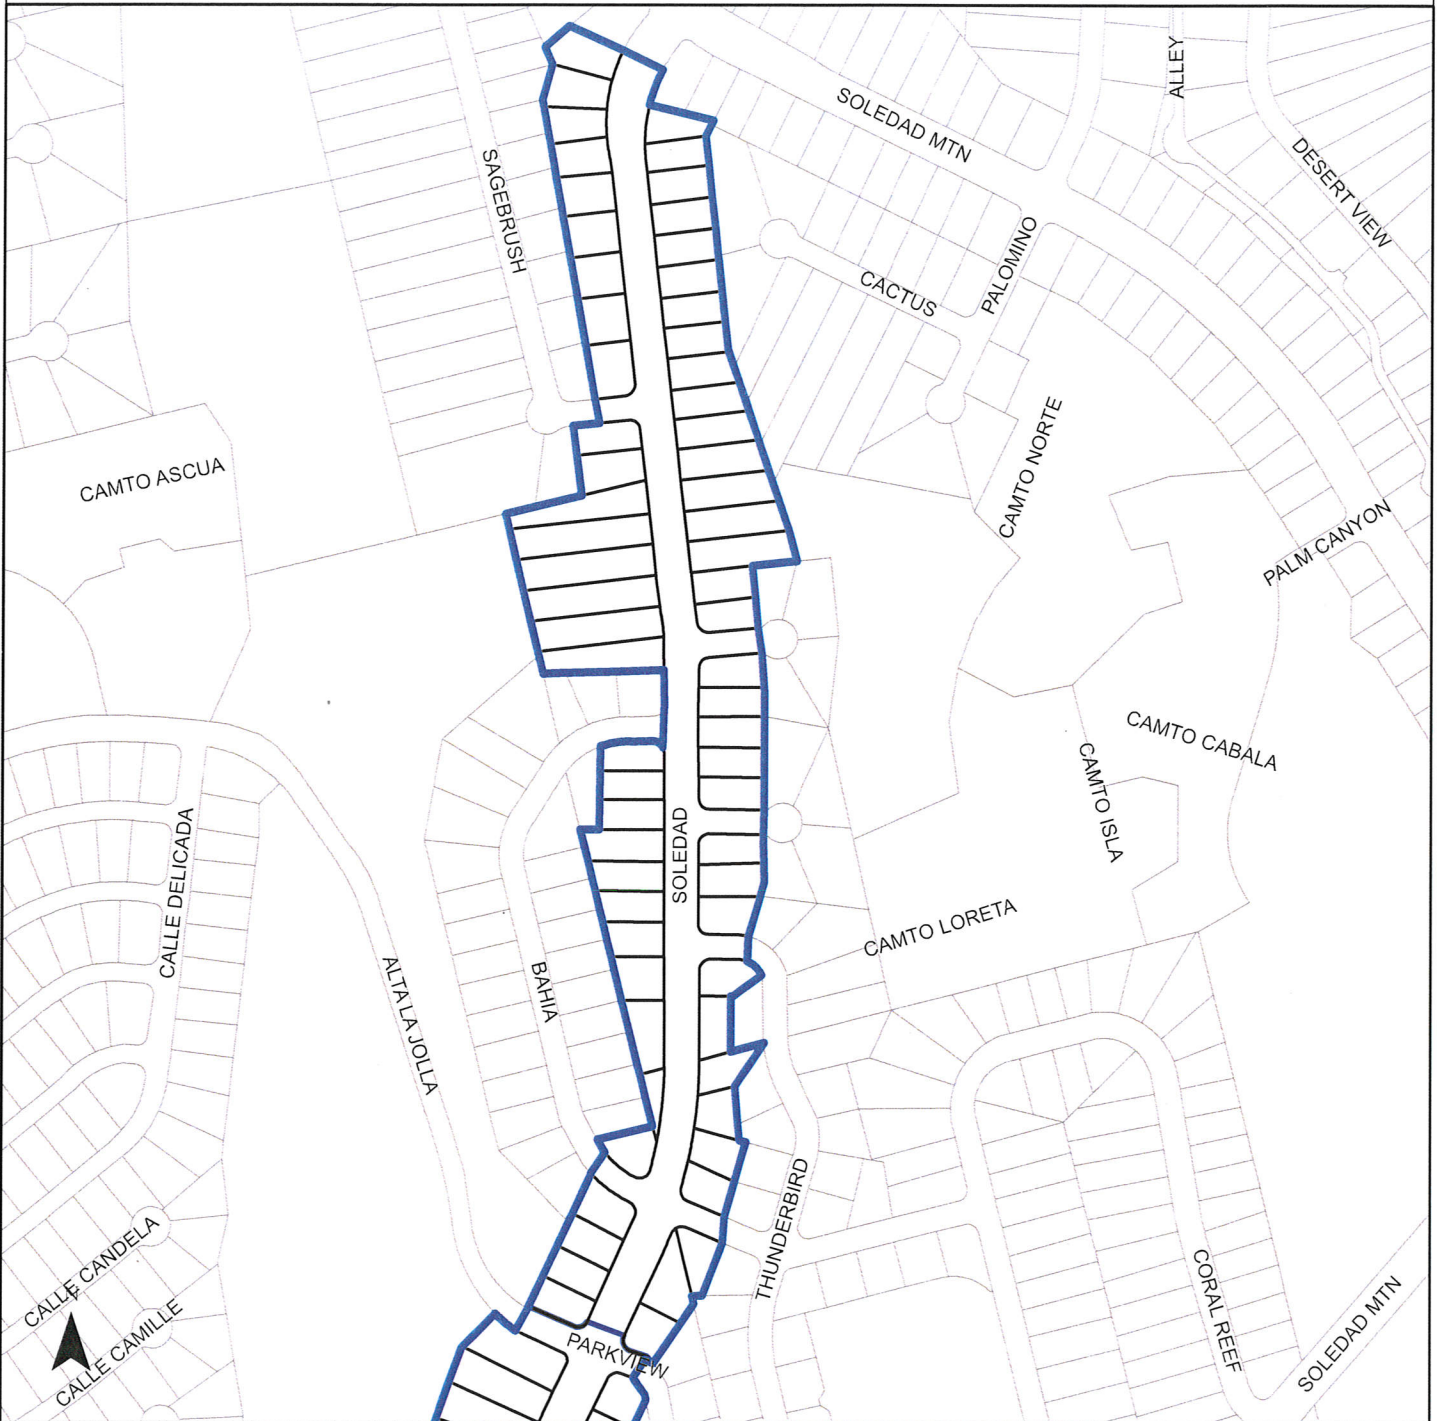 ALLEY
SOLEDAD MTN
DESERT VIEW
SAGEBRUSH
PALOMINO
CACTUS
CAMTO NORTE
CAMTO ASCUA
PALM CANYON
CAMTO CABALA
CAMTO ISLA
SOLEDAD
CALLE DELICADA
CAMTO LORETA
ALTA LA JOLLA
BAHIA
THUNDERBIRD
CALLE CANDELA
CORAL REEF
CALLE CAMILLE
PARKVIEW
SOLEDAD MTN